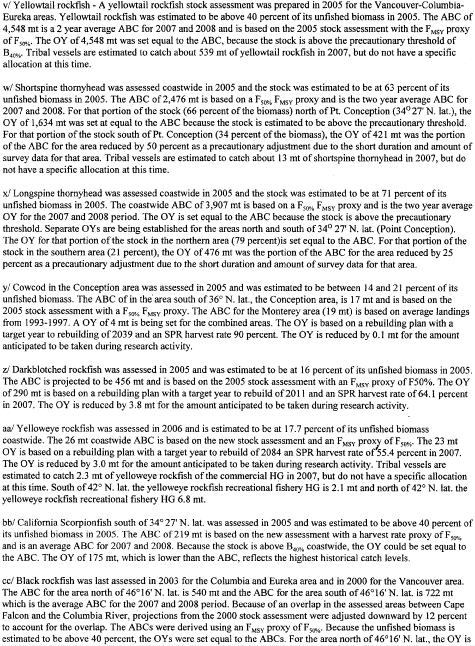 v/ Yellowtail rockfish - A yellowtail rockfish stock assessment was prepared in 2005 for the Vancouver-Columbia-
Eureka areas. Yellowtail rockfish was estimated to be above 40 percent of its unfished biomass in 2005. The ABC of
4,548 mt is a 2 year average ABC for 2007 and 2008 and is based on the 2005 stock assessment with the FMSY proxy
of F50%. The OY of 4,548 mt was set equal to the ABC, because the stock is above the precautionary threshold of
B40%. Tribal vessels are estimated to catch about 539 mt of yellowtail rockfish in 2007, but do not have a specific
allocation at this time.
w/ Shortspine thornyhead was assessed coastwide in 2005 and the stock was estimated to be at 63 percent of its
unfished biomass in 2005. The ABC of 2,476 mt is based on a F50% FMSY proxy and is the two year average ABC for
2007 and 2008. For that portion of the stock (66 percent of the biomass) north of Pt. Conception (34°27' N. lat.), the
OY of 1,634 mt was set equal to the ABC because the stock is estimated to be above the precautionary threshold.
For that portion of the stock south of Pt. Conception (34 percent of the biomass), the OY of 421 mt was the portion
of the ABC for the area reduced by 50 percent as a precautionary adjustment due to the short duration and amount of
survey data for that area. Tribal vessels are estimated to catch about 13 mt of shortspine thornyhead in 2007, but do
not have a specific allocation at this time.
x/ Longspine thornyhead was assessed coastwide in 2005 and the stock was estimated to be at 71 percent of its
unfished biomass in 2005. The coastwide ABC of 3,907 mt is based on a F50% FMSY proxy and is the two year average
OY for the 2007 and 2008 period. The OY is set equal to the ABC because the stock is above the precautionary
threshold. Separate OYs are being established for the areas north and south of 34° 27' N. lat. (Point Conception).
The OY for that portion of the stock in the northern area (79 percent)is set equal to the ABC. For that portion of the
stock in the southern area (21 percent), the OY of 476 mt was the portion of the ABC for the area reduced by 25
percent as a precautionary adjustment due to the short duration and amount of survey data for that area.
y/ Cowcod in the Conception area was assessed in 2005 and was estimated to be between 14 and 21 percent of its
unfished biomass. The ABC of in the area south of 36° N. lat., the Conception area, is 17 mt and is based on the
2005 stock assessment with a F50% FMSY proxy. The ABC for the Monterey area (19 mt) is based on average landings
from 1993-1997. A OY of 4 mt is being set for the combined areas. The OY is based on a rebuilding plan with a
target year to rebuilding of 2039 and an SPR harvest rate 90 percent. The OY is reduced by 0.1 mt for the amount
anticipated to be taken during research activity.
z/ Darkblotched rockfish was assessed in 2005 and was estimated to be at 16 percent of its unfished biomass in 2005.
The ABC is projected to be 456 mt and is based on the 2005 stock assessment with an FMSY proxy of F50%. The OY
of 290 mt is based on a rebuilding plan with a target year to rebuild of 2011 and an SPR harvest rate of 64.1 percent
in 2007. The OY is reduced by 3.8 mt for the amount anticipated to be taken during research activity.
aa/ Yelloweye rockfish was assessed in 2006 and is estimated to be at 17.7 percent of its unfished biomass
coastwide. The 26 mt coastwide ABC is based on the new stock assessment and an FMSY proxy of F50%. The 23 mt
OY is based on a rebuilding plan with a target year to rebuild of 2084 an SPR harvest rate of 55.4 percent in 2007.
The OY is reduced by 3.0 mt for the amount anticipated to be taken during research activity. Tribal vessels are
estimated to catch 2.3 mt of yelloweye rockfish of the commercial HG in 2007, but do not have a specific allocation
at this time. South of 42° N. lat. the yelloweye rockfish recreational fishery HG is 2.1 mt and north of 42° N. lat. the
yelloweye rockfish recreational fishery HG 6.8 mt.
bb/ California Scorpionfish south of 34°27' N. lat. was assessed in 2005 and was estimated to be above 40 percent of
its unfished biomass in 2005. The ABC of 219 mt is based on the new assessment with a harvest rate proxy of F50%
and is an average ABC for 2007 and 2008. Because the stock is above B40% coastwide, the OY could be set equal to
the ABC. The OY of 175 mt, which is lower than the ABC, reflects the highest historical catch levels.
cc/ Black rockfish was last assessed in 2003 for the Columbia and Eureka area and in 2000 for the Vancouver area.
The ABC for the area north of 46°16' N. lat. is 540 mt and the ABC for the area south of 46°16' N. lat. is 722 mt
which is the average ABC for the 2007 and 2008 period. Because of an overlap in the assessed areas between Cape
Falcon and the Columbia River, projections from the 2000 stock assessment were adjusted downward by 12 percent
to account for the overlap. The ABCs were derived using an FMSY proxy of F50%. Because the unfished biomass is
estimated to be above 40 percent, the OYs were set equal to the ABCs. For the area north of 46°16' N. lat., the OY is